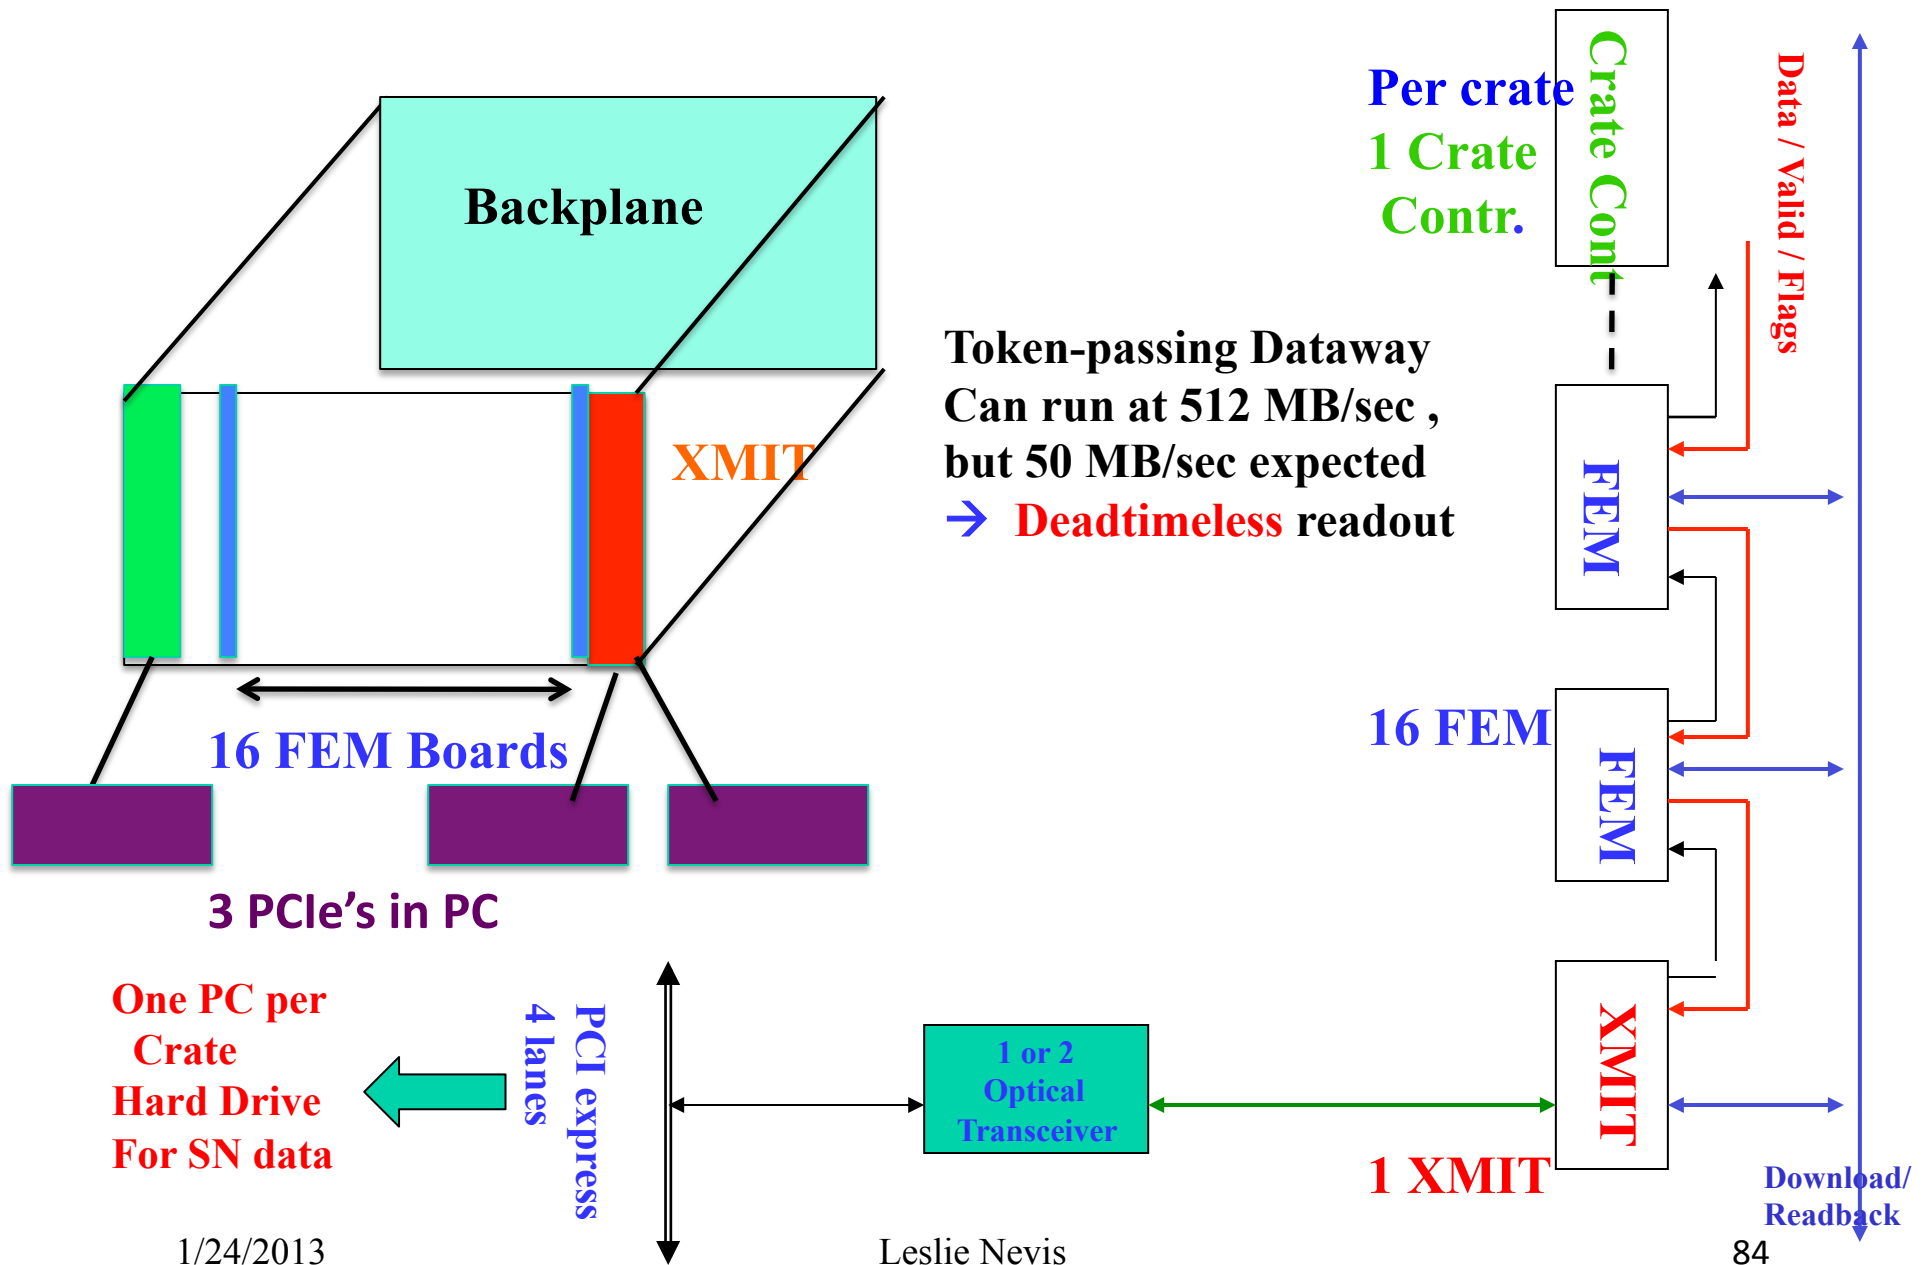 Backplane
XMIT
16 FEM Boards
3 PCIe's in PC
Token-passing Dataway
Can run at 512 MB/sec ,
but 50 MB/sec expected
→ Deadtimeless readout
Per crate
1 Crate
Contr.
Crate Cont
Data / Valid / Flags
FEM
16 FEM
FEM
XMIT
1 XMIT
Download/
Readback
One PC per
Crate
Hard Drive
For SN data
PCI express
4 lanes
1 or 2
Optical
Transceiver
1/24/2013
Leslie Nevis
84